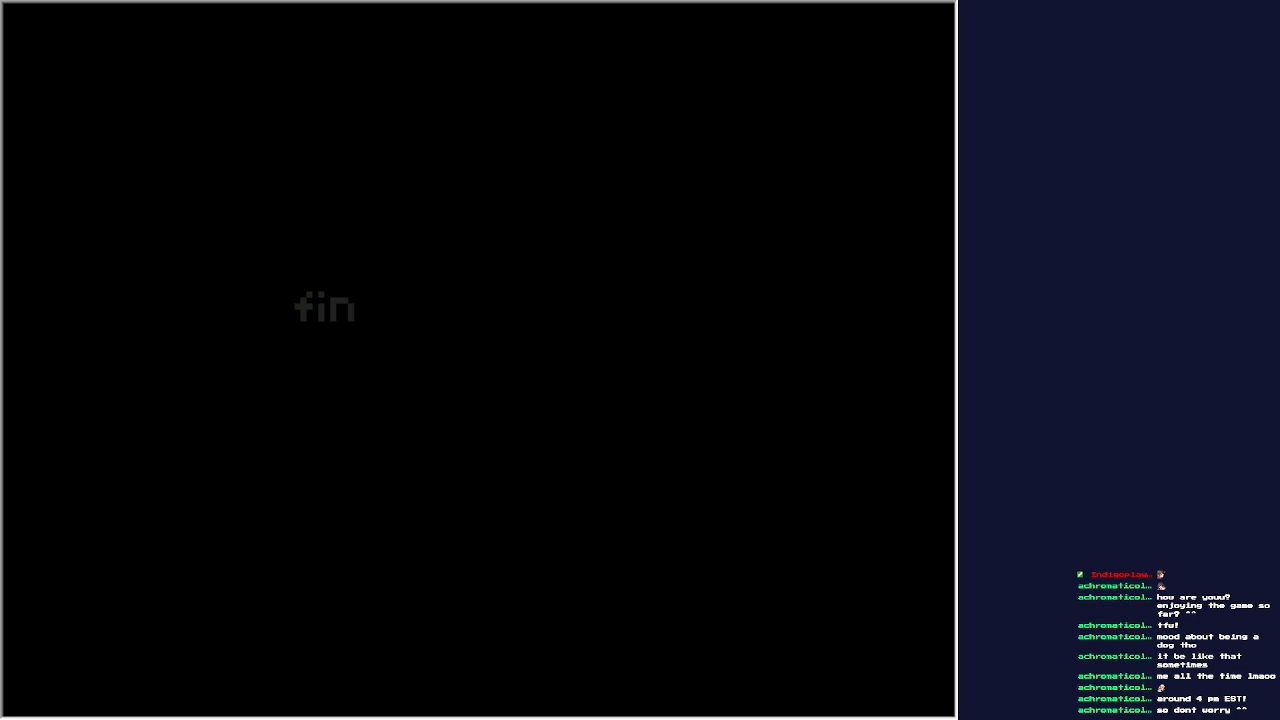 fin
Indieplow…
achromaticol…
achromaticol… how are youu?
enjoying the game so
far? ^^
achromaticol… tfw!
achromaticol… mood about being a
dog tho
achromaticol… it be like that
sometimes
achromaticol… me all the time lmaoo
achromaticol…
achromaticol… around 4 pm EST!
achromaticol… so dont worry ^^